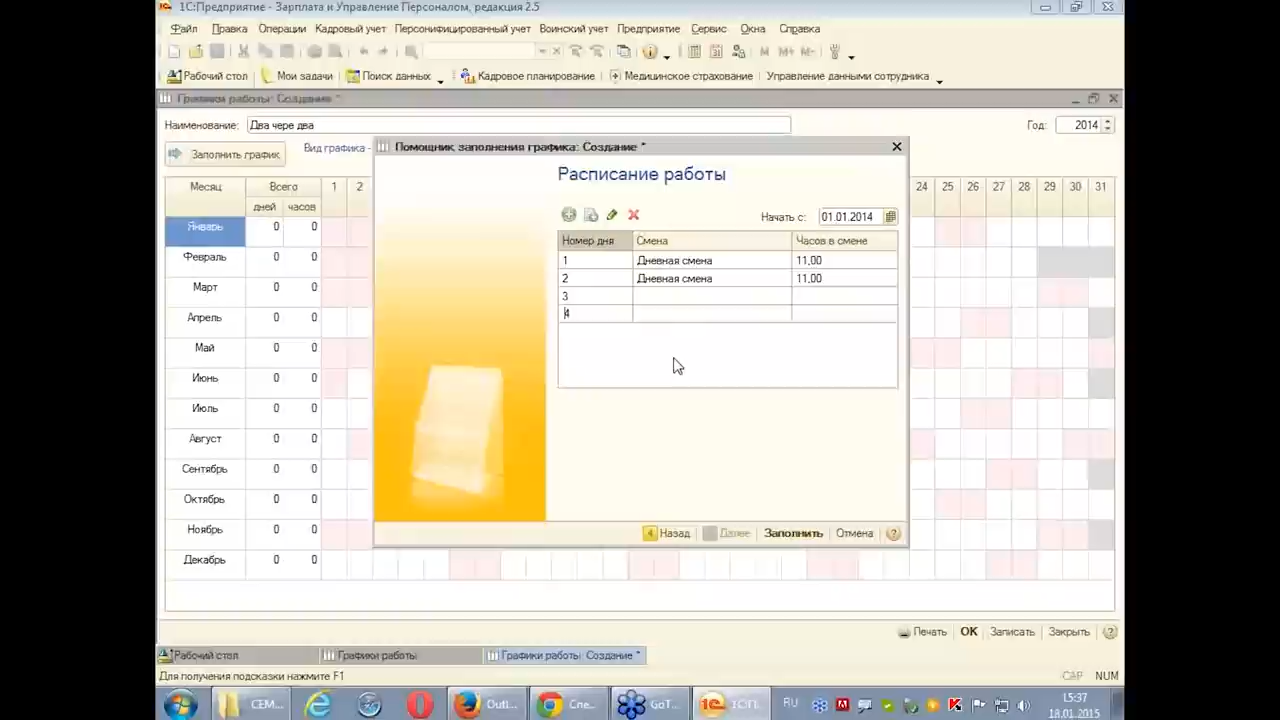 1С:Предприятие - Зарплата и Управление Персоналом, редакция 2.5
Файл Правка Операции Кадровый учет Персонифицированный учет Воинский учет Предприятие Сервис Окна Справка
M M+ M-
Рабочий стол Мои задачи Поиск данных Кадровое планирование Медицинское страхование Управление данными сотрудника
Графики работы: Создание *
Наименование: Два чере два Год: 2014
Заполнить график Вид графика -
Помощник заполнения графика: Создание *
Расписание работы
Начать с: 01.01.2014
Номер дня Смена Часов в смене
1 Дневная смена 11,00
2 Дневная смена 11,00
3
4
Назад Далее Заполнить Отмена
Месяц Всего 1 2 24 25 26 27 28 29 30 31
дней часов
Январь 0 0
Февраль 0 0
Март 0 0
Апрель 0 0
Май 0 0
Июнь 0 0
Июль 0 0
Август 0 0
Сентябрь 0 0
Октябрь 0 0
Ноябрь 0 0
Декабрь 0 0
Печать OK Записать Закрыть
Рабочий стол Графики работы Графики работы: Создание *
Для получения подсказки нажмите F1 CAP NUM
СЕМ... Outl... Спе... GoT... 1С:П... RU 15:37
18.01.2015